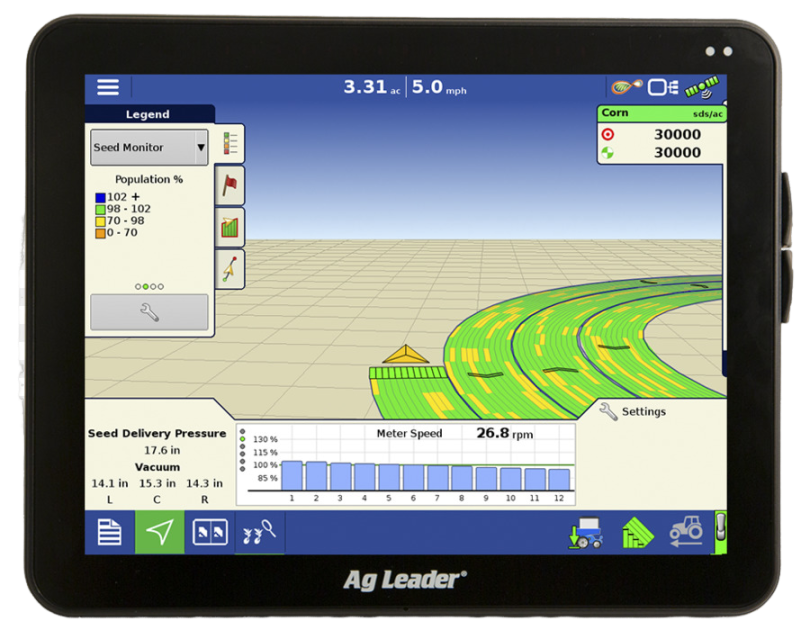 3.31 ac 5.0 mph
Legend
Seed Monitor
Population %
102 +
98 - 102
70 - 98
0 - 70
Corn sds/ac
30000
30000
Settings
Seed Delivery Pressure
17.6 in
Vacuum
14.1 in 15.3 in 14.3 in
L C R
Meter Speed 26.8 rpm
130 %
115 %
100 %
85 %
1 2 3 4 5 6 7 8 9 10 11 12
Ag Leader®